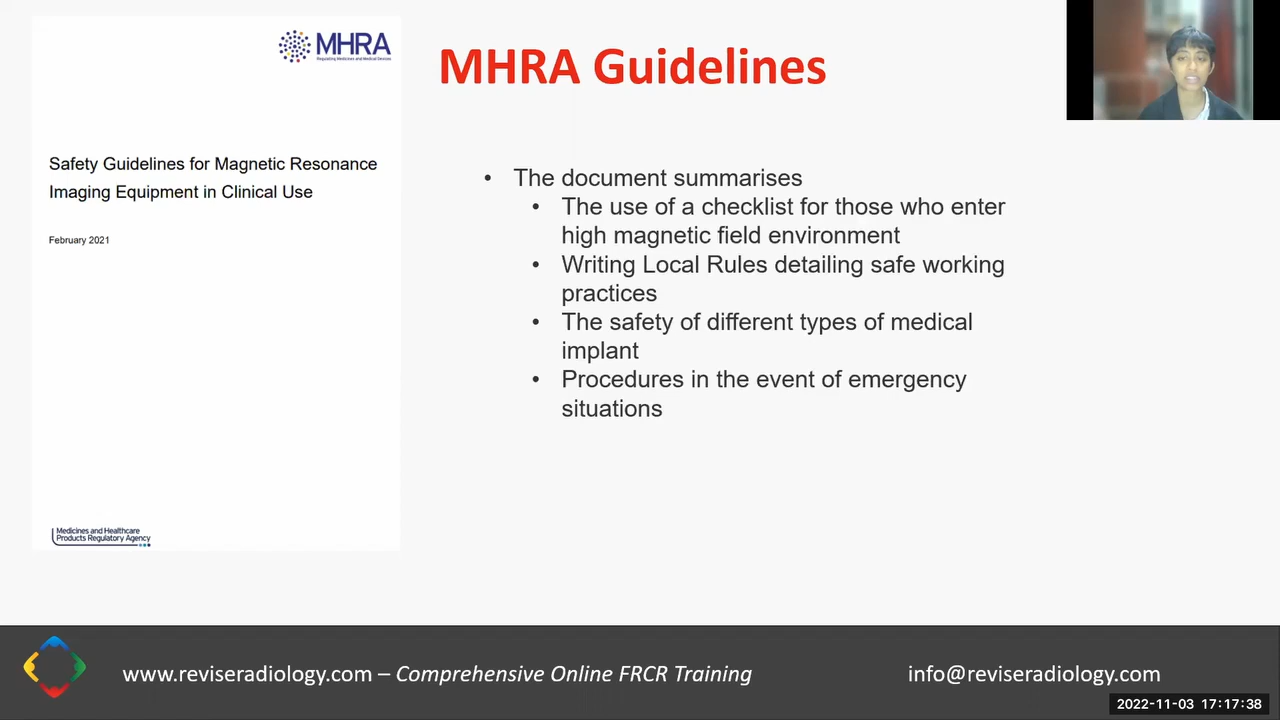 MHRA
Regulating Medicines and Medical Devices
MHRA Guidelines
Safety Guidelines for Magnetic Resonance
Imaging Equipment in Clinical Use
February 2021
Medicines and Healthcare
Products Regulatory Agency
• The document summarises
• The use of a checklist for those who enter
high magnetic field environment
• Writing Local Rules detailing safe working
practices
• The safety of different types of medical
implant
• Procedures in the event of emergency
situations
www.reviseradiology.com – Comprehensive Online FRCR Training
info@reviseradiology.com
2022-11-03 17:17:38